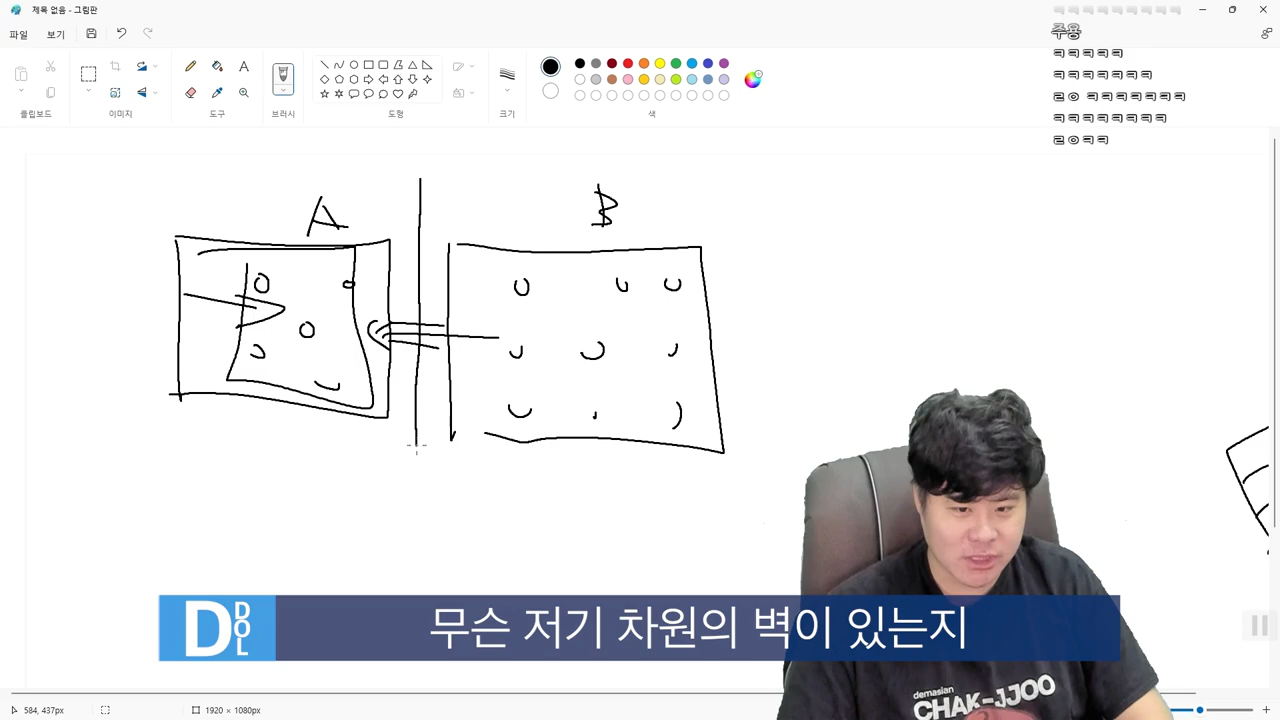 제목 없음 - 그림판
파일 보기
주용
ㅋㅋㅋㅋㅋ
ㅋㅋㅋㅋㅋㅋㅋ
ㄹㅇ ㅋㅋㅋㅋㅋㅋㅋ
ㅋㅋㅋㅋㅋㅋㅋㅋ
ㄹㅇㅋㅋ
A
클립보드 이미지 도구 브러시 도형 크기 색
A B
DDOL
무슨 저기 차원의 벽이 있는지
demasian
CHAK-JJOO
584, 437px 1920 × 1080px